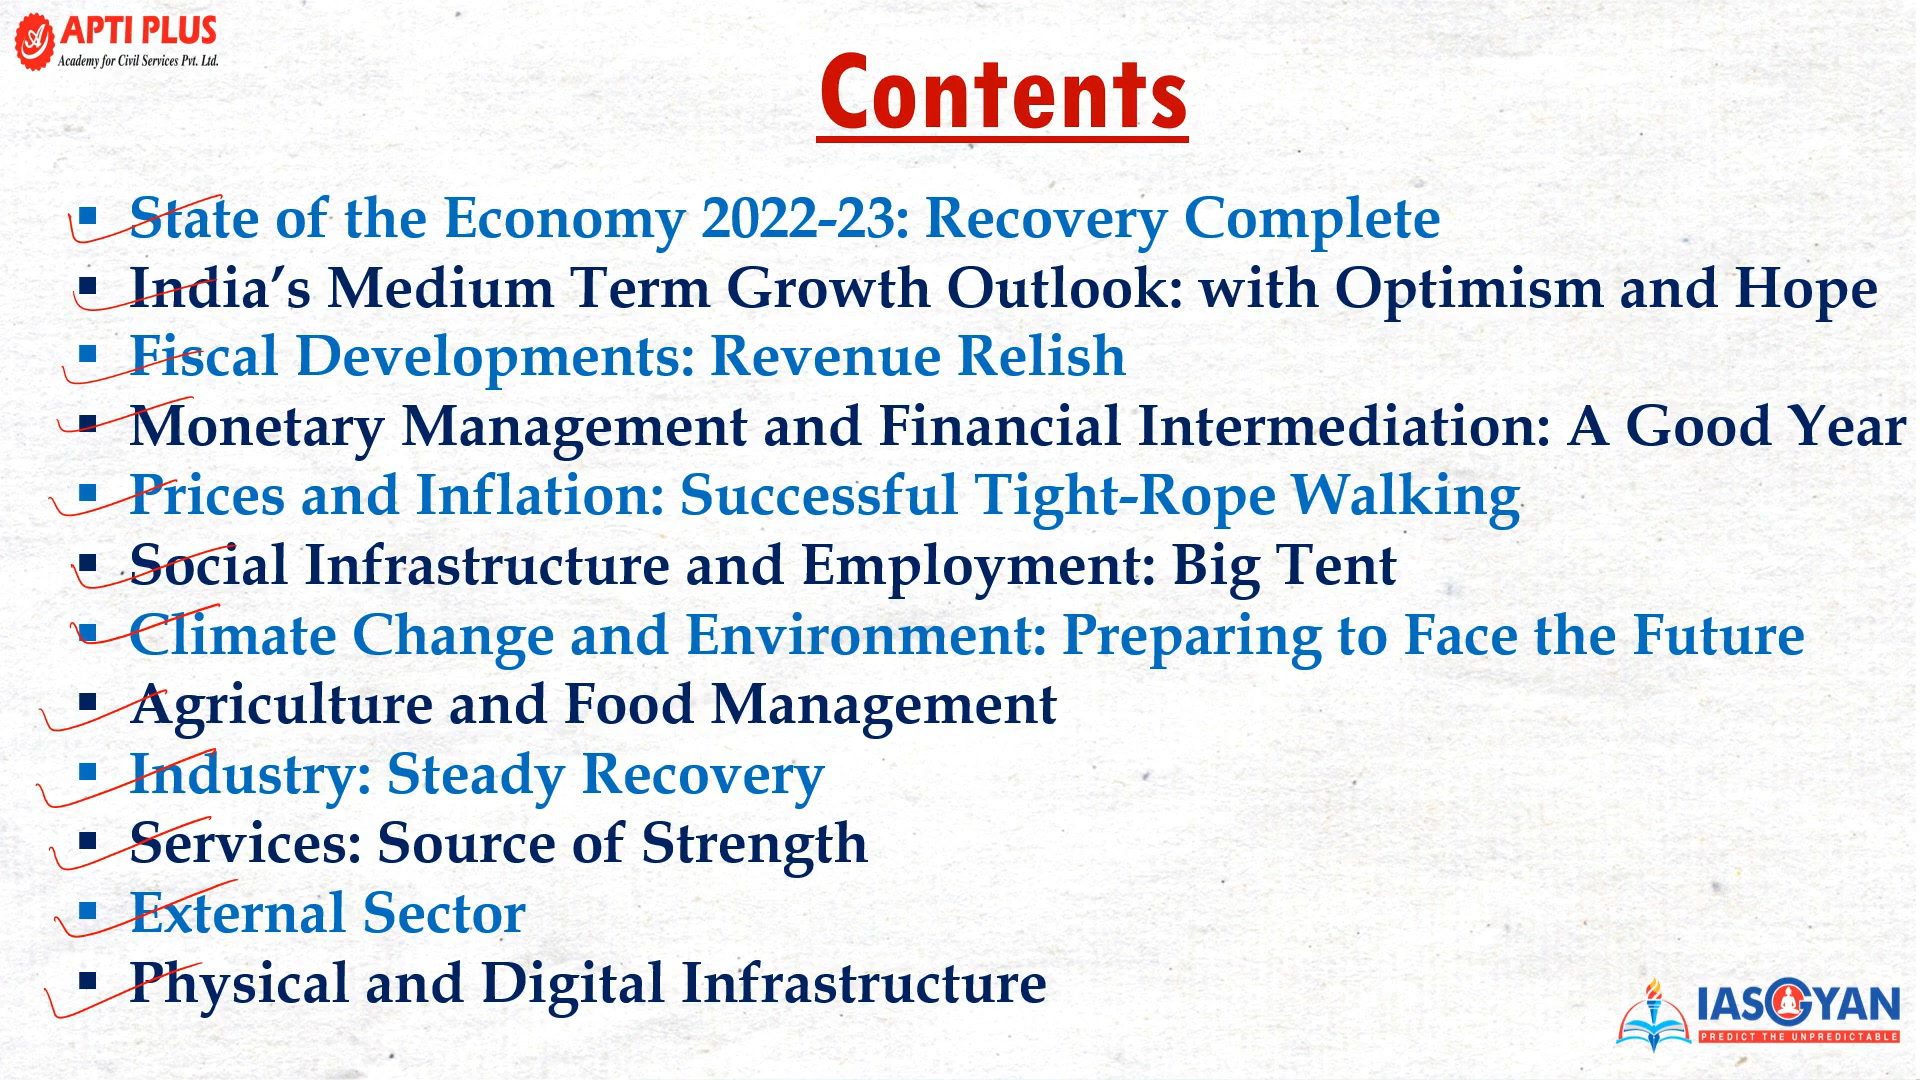 APTI PLUS
Academy for Civil Services Pvt. Ltd.
Contents
▪ State of the Economy 2022-23: Recovery Complete
▪ India’s Medium Term Growth Outlook: with Optimism and Hope
▪ Fiscal Developments: Revenue Relish
▪ Monetary Management and Financial Intermediation: A Good Year
▪ Prices and Inflation: Successful Tight-Rope Walking
▪ Social Infrastructure and Employment: Big Tent
▪ Climate Change and Environment: Preparing to Face the Future
▪ Agriculture and Food Management
▪ Industry: Steady Recovery
▪ Services: Source of Strength
▪ External Sector
▪ Physical and Digital Infrastructure
IASGYAN
PREDICT THE UNPREDICTABLE